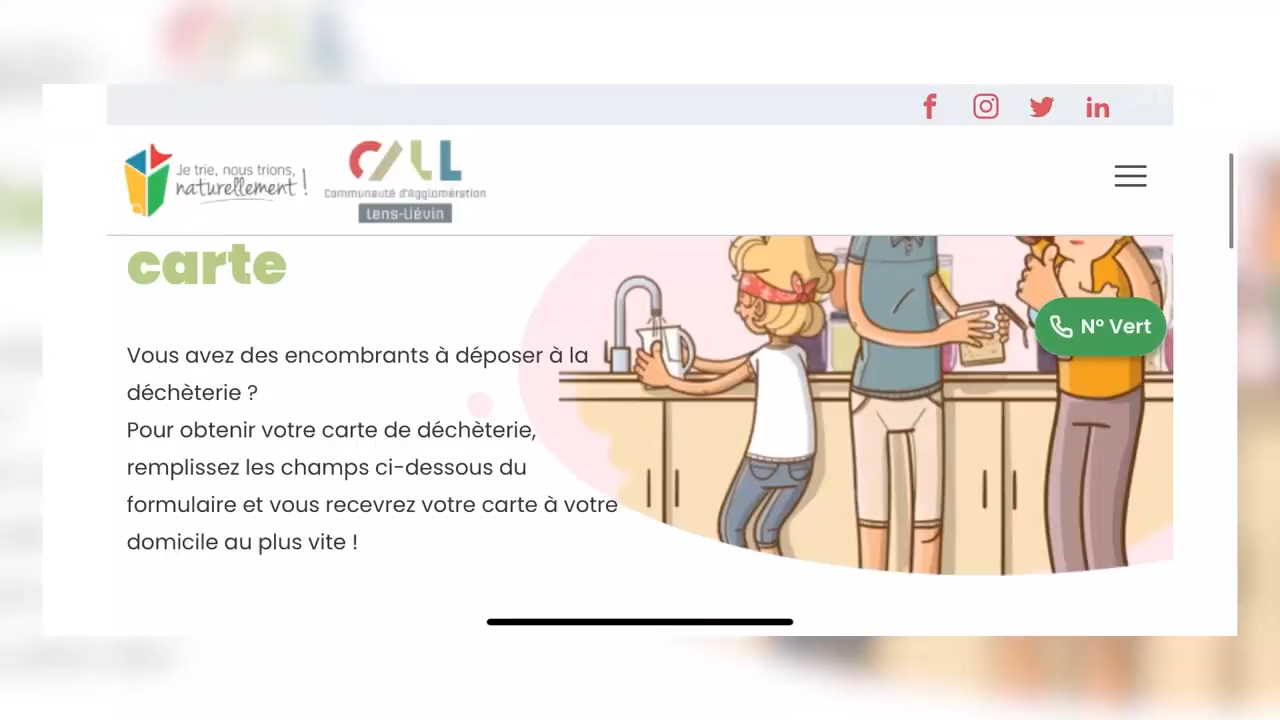 Je trie, nous trions,
naturellement !
CALL
Communauté d'Agglomération
Lens-Liévin
carte
N° Vert
Vous avez des encombrants à déposer à la
déchèterie ?
Pour obtenir votre carte de déchèterie,
remplissez les champs ci-dessous du
formulaire et vous recevrez votre carte à votre
domicile au plus vite !